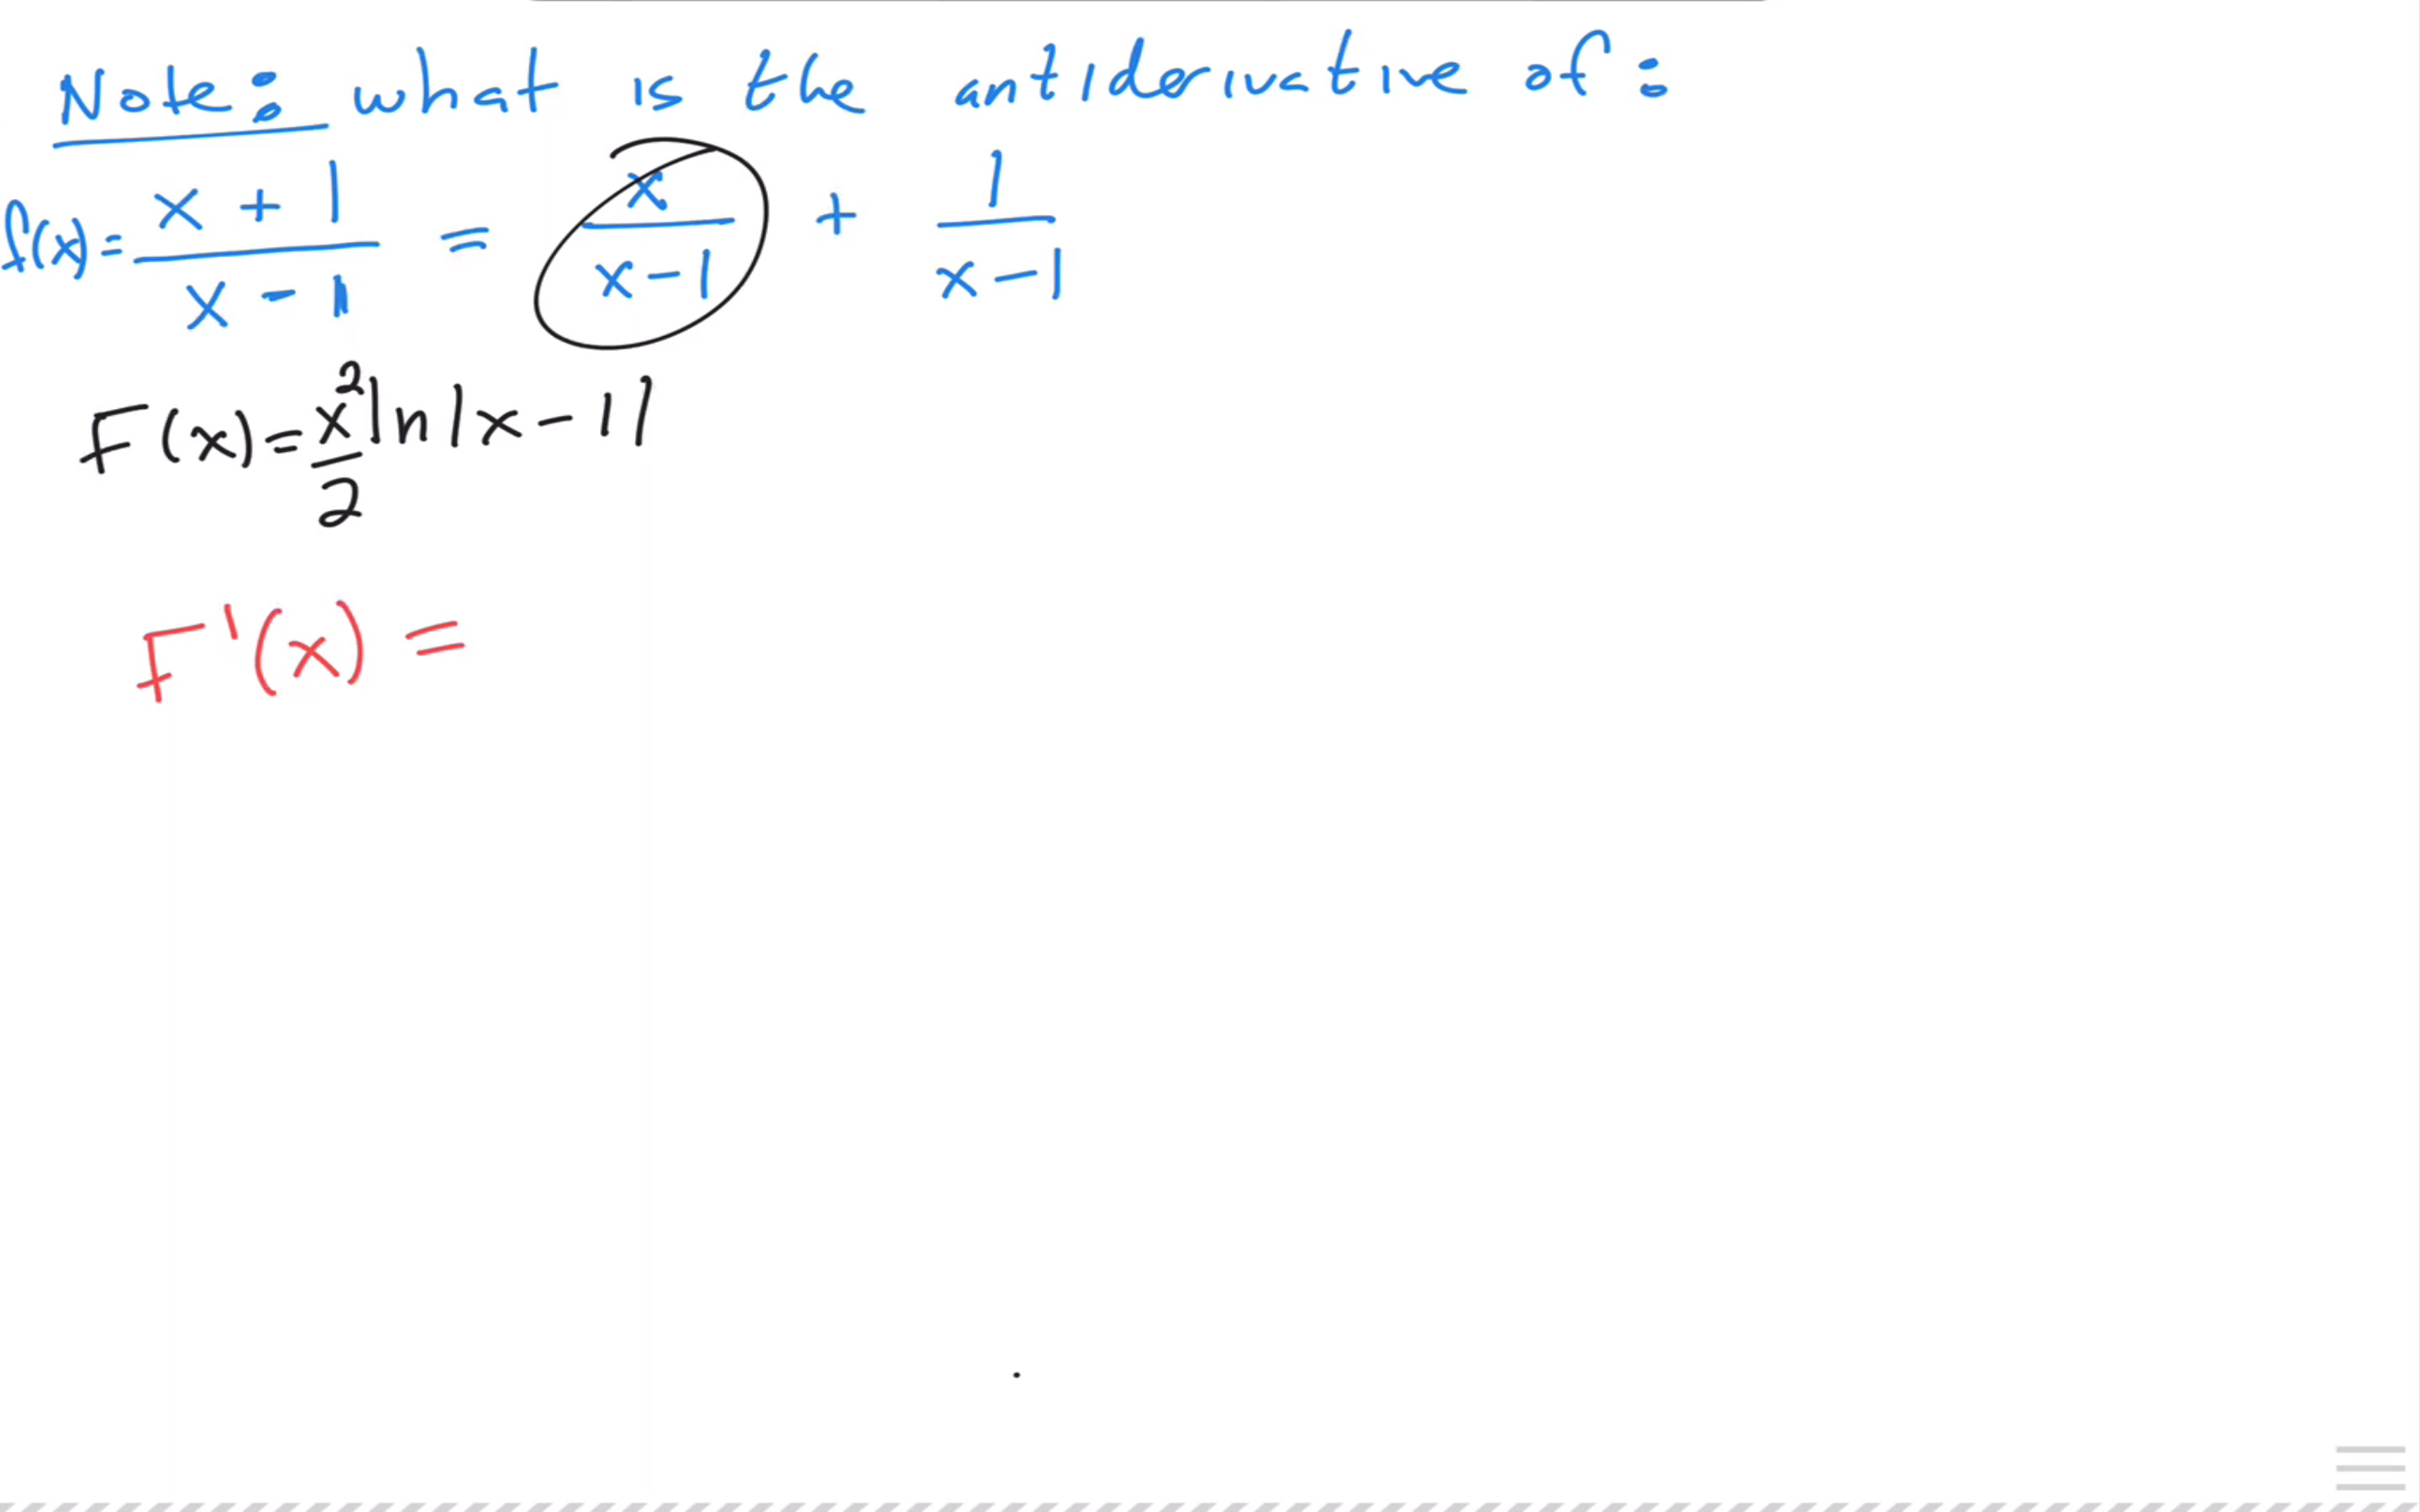 Note: what is the antiderivative of:
f(x) = (x + 1)/(x - 1) = x/(x - 1) + 1/(x - 1)
F(x) = x²/2 ln|x - 1|
F'(x) =